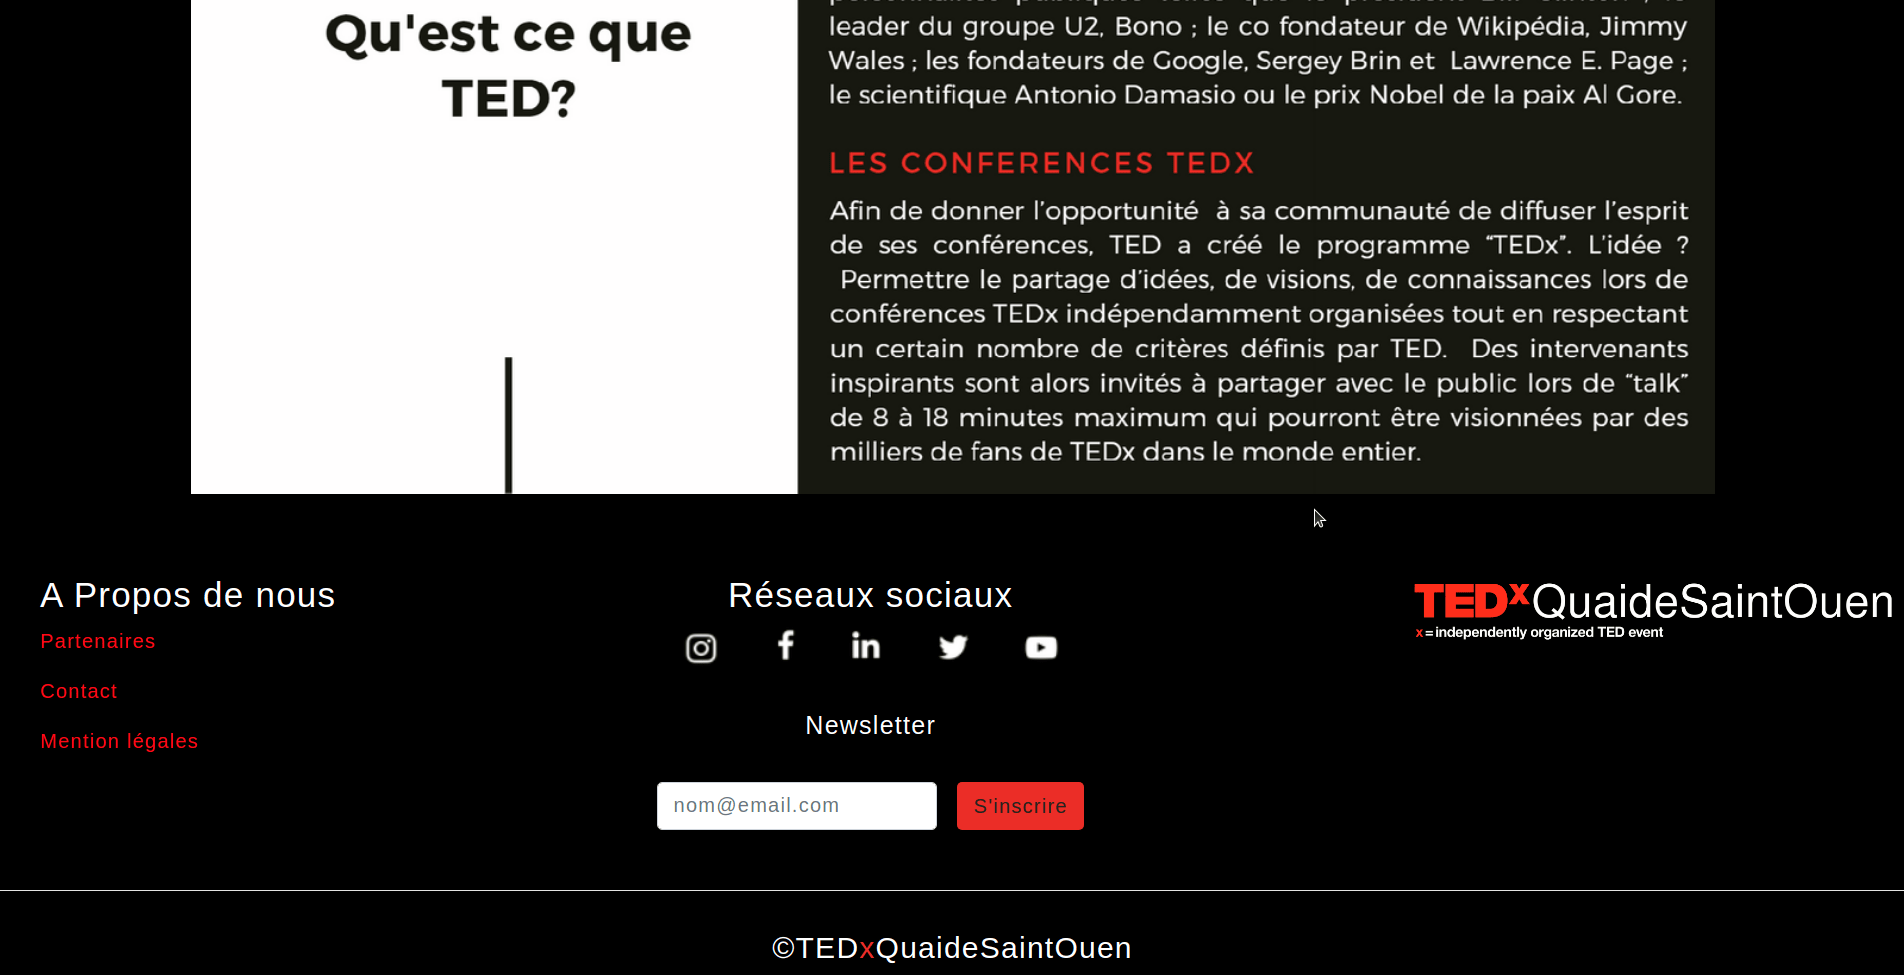 Qu'est ce que
TED?
leader du groupe U2, Bono ; le co fondateur de Wikipédia, Jimmy
Wales ; les fondateurs de Google, Sergey Brin et Lawrence E. Page ;
le scientifique Antonio Damasio ou le prix Nobel de la paix Al Gore.
LES CONFERENCES TEDX
Afin de donner l’opportunité à sa communauté de diffuser l’esprit
de ses conférences, TED a créé le programme “TEDx”. L’idée ?
Permettre le partage d’idées, de visions, de connaissances lors de
conférences TEDx indépendamment organisées tout en respectant
un certain nombre de critères définis par TED. Des intervenants
inspirants sont alors invités à partager avec le public lors de “talk”
de 8 à 18 minutes maximum qui pourront être visionnées par des
milliers de fans de TEDx dans le monde entier.
A Propos de nous
Partenaires
Contact
Mention légales
Réseaux sociaux
Newsletter
nom@email.com
S'inscrire
TEDxQuaideSaintOuen
x = independently organized TED event
©TEDxQuaideSaintOuen